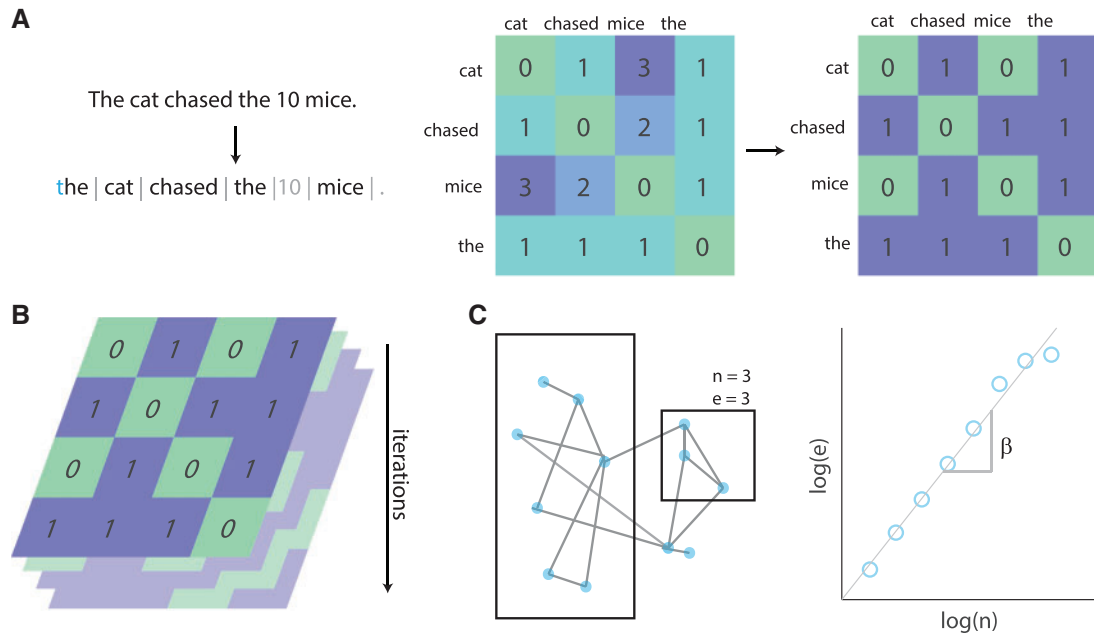 A
The cat chased the 10 mice.
the | cat | chased | the |10 | mice | .
cat chased mice the
cat 0 1 3 1
chased 1 0 2 1
mice 3 2 0 1
the 1 1 1 0
cat chased mice the
cat 0 1 0 1
chased 1 0 1 1
mice 0 1 0 1
the 1 1 1 0
B
0 1 0 1
1 0 1 1
0 1 0 1
1 1 1 0
iterations
C
n = 3
e = 3
log(e)
β
log(n)